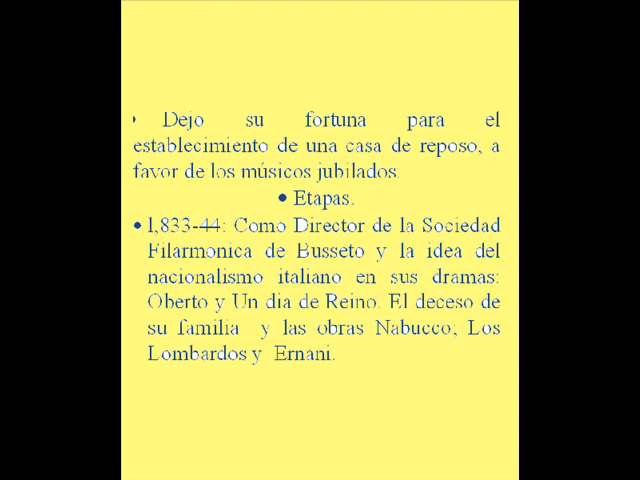 • Dejo su fortuna para el
establecimiento de una casa de reposo, a
favor de los músicos jubilados.
• Etapas.
• l,833-44: Como Director de la Sociedad
Filarmonica de Busseto y la idea del
nacionalismo italiano en sus dramas:
Oberto y Un dia de Reino. El deceso de
su familia y las obras Nabucco; Los
Lombardos y Ernani.